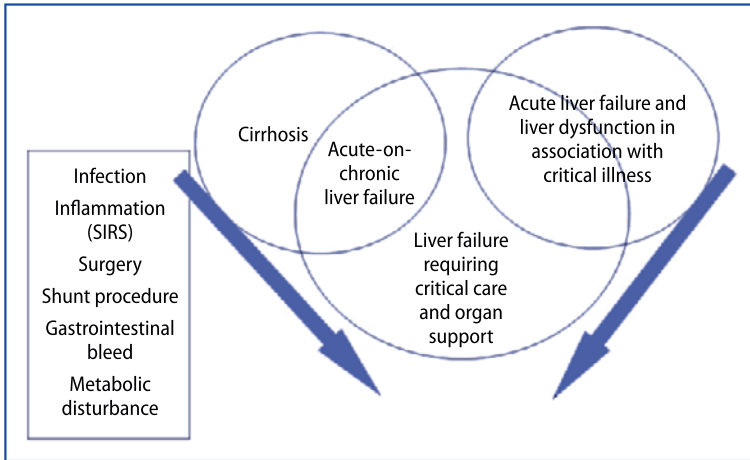 Infection
Inflammation
(SIRS)
Surgery
Shunt procedure
Gastrointestinal
bleed
Metabolic
disturbance
Cirrhosis
Acute-on-
chronic
liver failure
Acute liver failure and
liver dysfunction in
association with
critical illness
Liver failure
requiring
critical care
and organ
support